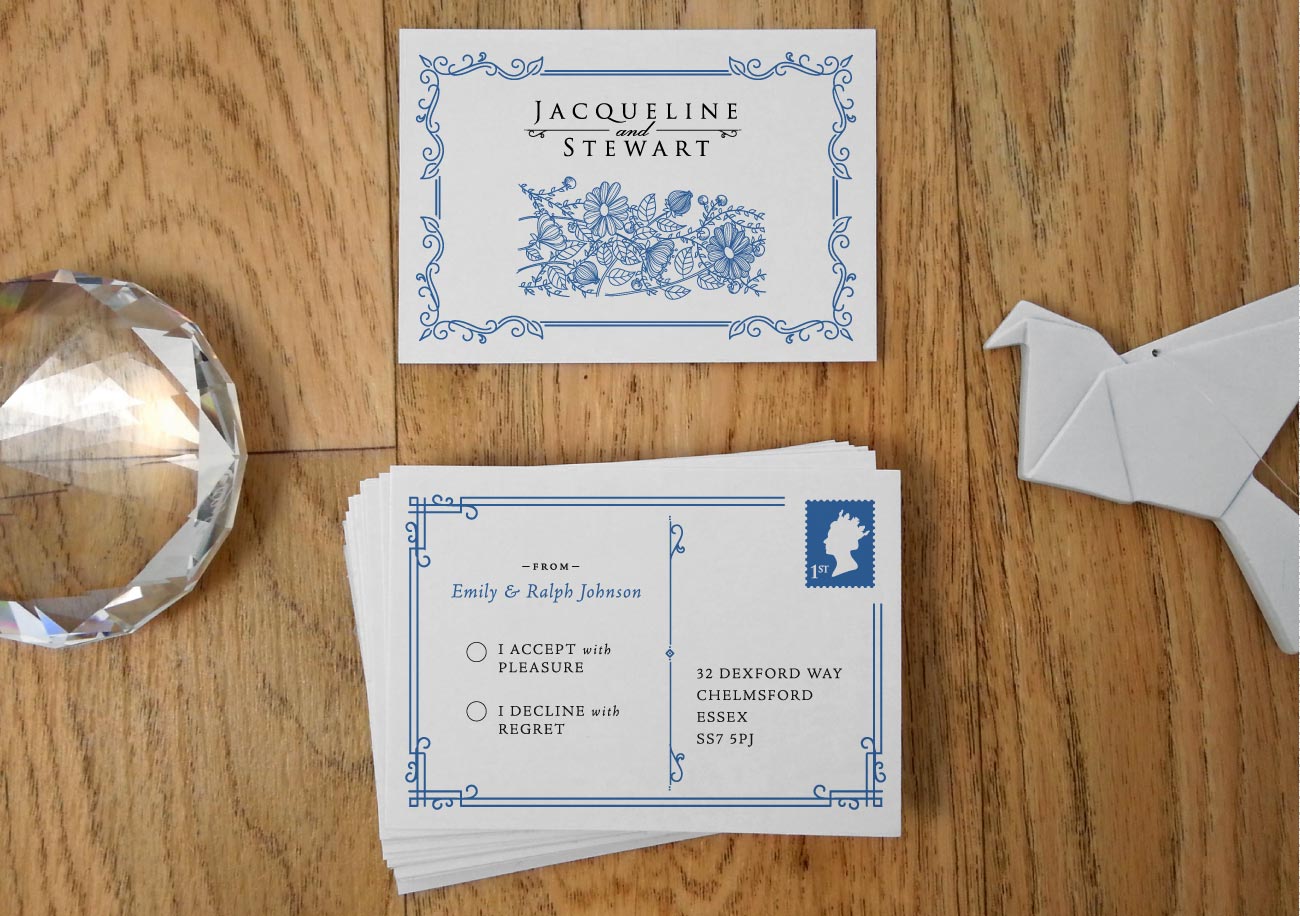 JACQUELINE
and
STEWART
–FROM–
Emily & Ralph Johnson
I ACCEPT with
PLEASURE
I DECLINE with
REGRET
1ST
32 DEXFORD WAY
CHELMSFORD
ESSEX
SS7 5PJ